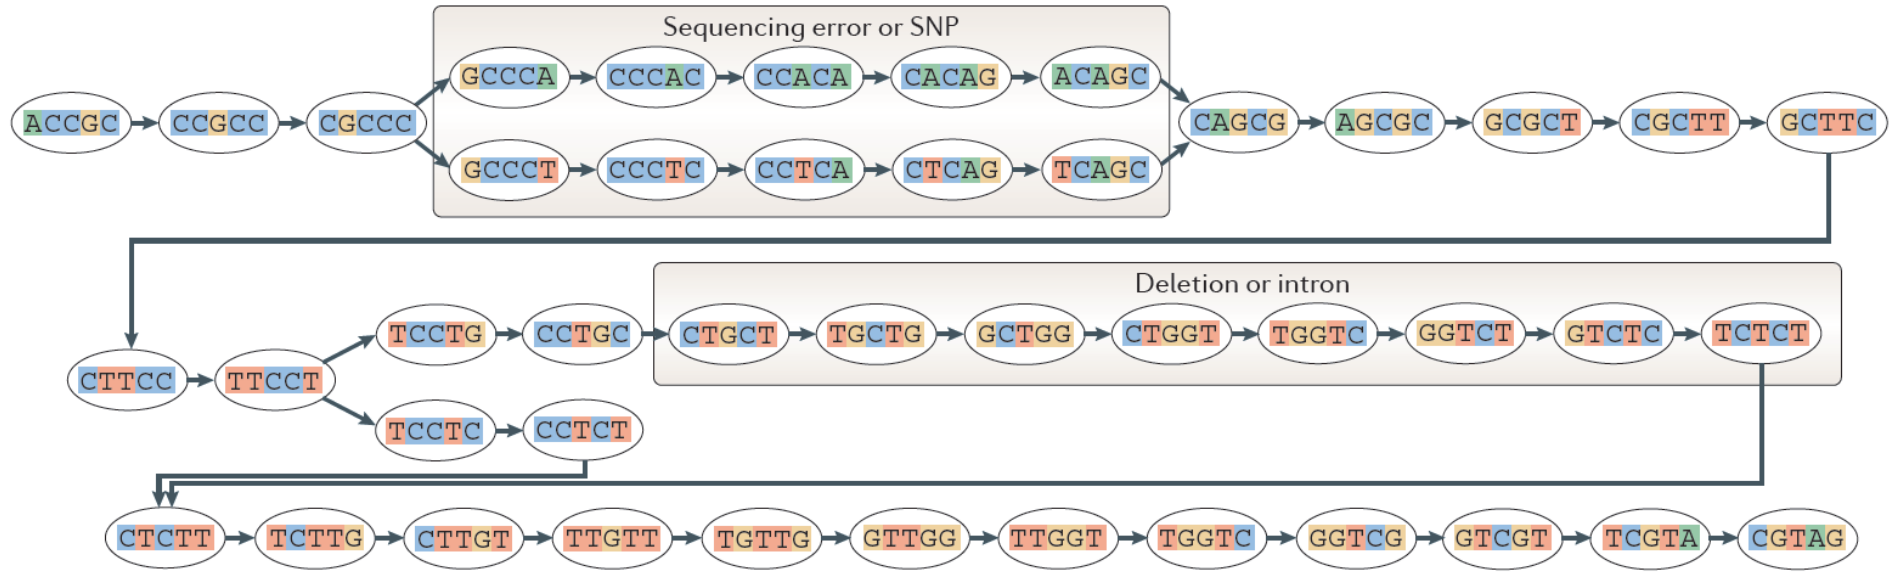 Sequencing error or SNP
GCCCA CCCAC CCACA CACAG ACAGC
ACCGC CCGCC CGCCC CAGCG AGCGC GCGCT CGCTT GCTTC
GCCCT CCCTC CCTCA CTCAG TCAGC
Deletion or intron
TCCTG CCTGC CTGCT TGCTG GCTGG CTGGT TGGTC GGTCT GTCTC TCTCT
CTTCC TTCCT
TCCTC CCTCT
CTCTT TCTTG CTTGT TTGTT TGTTG GTTGG TTGGT TGGTC GGTCG GTCGT TCGTA CGTAG